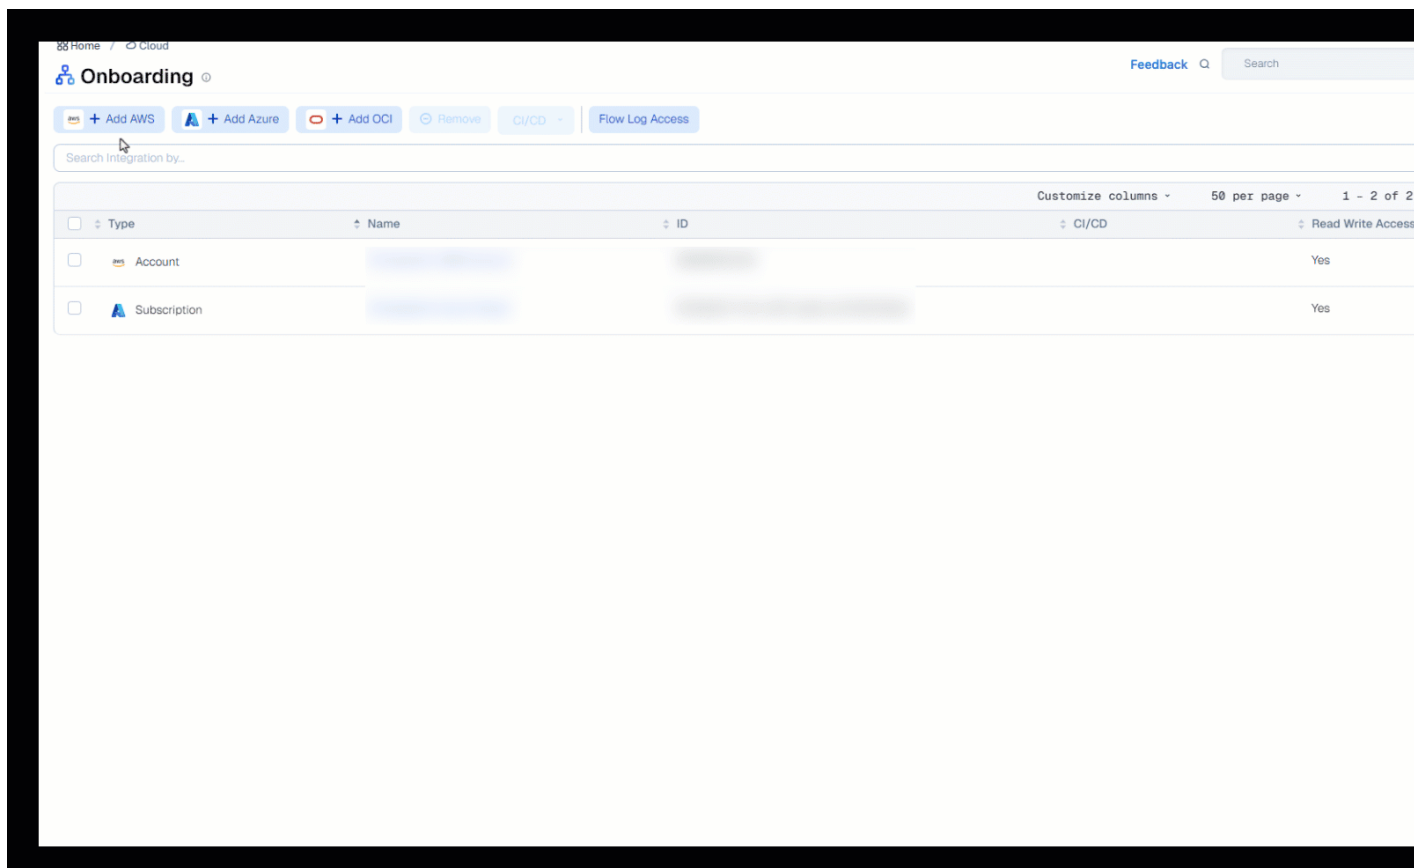 Home / Cloud
Onboarding
Feedback
Search
aws + Add AWS
+ Add Azure
+ Add OCI
Remove
CI/CD
Flow Log Access
Search Integration by...
Customize columns
50 per page
1 - 2 of 2
Type
Name
ID
CI/CD
Read Write Access
aws Account
Yes
Subscription
Yes